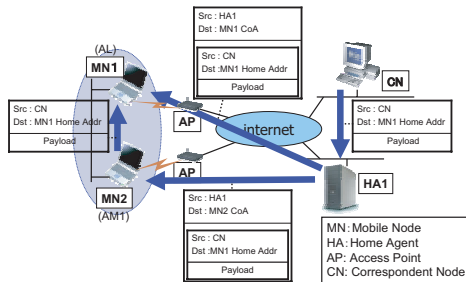 Src : HA1
Dst : MN1 CoA
Src : CN
Dst :MN1 Home Addr
Payload
(AL)
MN1
CN
Src : CN
Dst : MN1 Home Addr
Payload
AP
internet
Src : CN
Dst : MN1 Home Addr
Payload
AP
MN2
(AM1)
HA1
Src : HA1
Dst : MN2 CoA
Src : CN
Dst :MN1 Home Addr
Payload
MN: Mobile Node
HA: Home Agent
AP: Access Point
CN: Correspondent Node